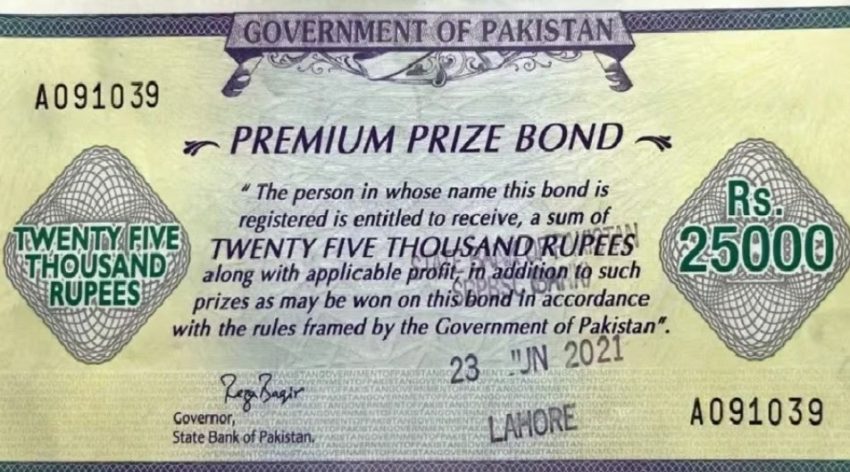 GOVERNMENT OF PAKISTAN
A091039
PREMIUM PRIZE BOND
" The person in whose name this bond is
registered is entitled to receive, a sum of
TWENTY FIVE THOUSAND RUPEES
along with applicable profit, in addition to such
prizes as may be won on this bond in accordance
with the rules framed by the Government of Pakistan".
TWENTY FIVE
THOUSAND
RUPEES
Rs.
25000
23 JUN 2021
LAHORE
Governor,
State Bank of Pakistan.
A091039